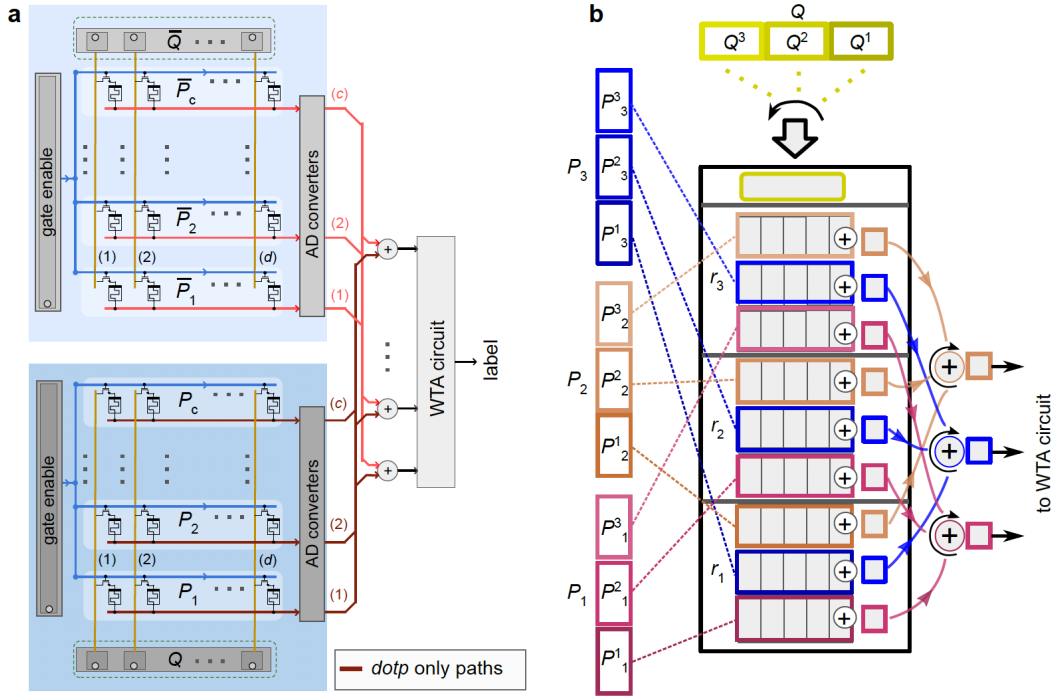 a
Q̅ ....
gate enable
P̅c ...
P̅2 ...
(1) (2) (d)
P̅1 ...
AD converters
(c)
(2)
(1)
+
+
+
WTA circuit
label
gate enable
Pc ...
P2 ...
(1) (2) (d)
P1 ...
Q ....
AD converters
(c)
(2)
(1)
dotp only paths
b
Q
Q³ Q² Q¹
P₃
P³₃
P²₃
P¹₃
P₂
P³₂
P²₂
P¹₂
P₁
P³₁
P²₁
P¹₁
r₃
+
+
+
r₂
+
+
+
r₁
+
+
+
+
+
+
to WTA circuit